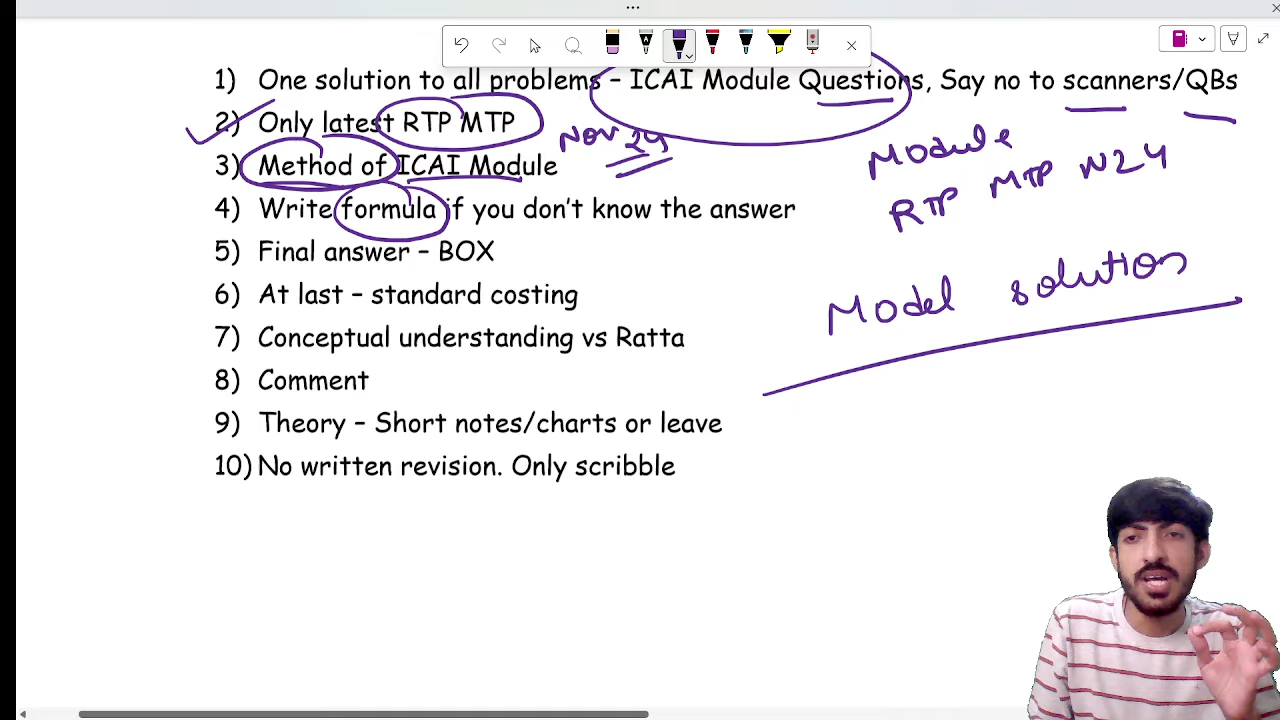 1) One solution to all problems – ICAI Module Questions, Say no to scanners/QBs
2) Only latest RTP MTP
Nov 24
3) Method of ICAI Module
4) Write formula if you don't know the answer
5) Final answer – BOX
6) At last – standard costing
7) Conceptual understanding vs Ratta
8) Comment
9) Theory – Short notes/charts or leave
10) No written revision. Only scribble
Module
RTP MTP N24
Model solution